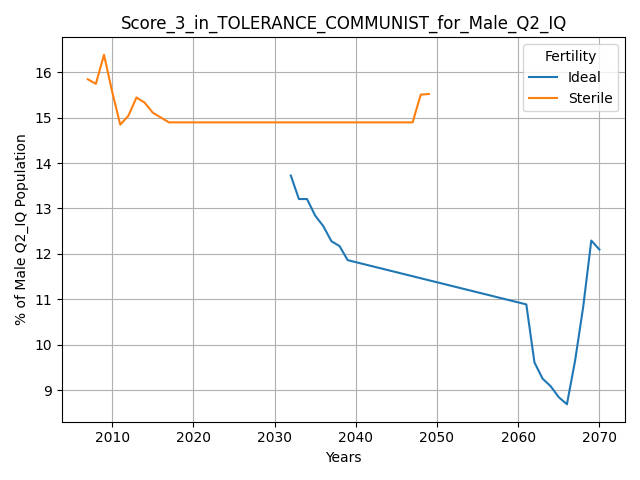 Score_3_in_TOLERANCE_COMMUNIST_for_Male_Q2_IQ
Fertility
Ideal
Sterile
% of Male Q2_IQ Population
16
15
14
13
12
11
10
9
2010 2020 2030 2040 2050 2060 2070
Years